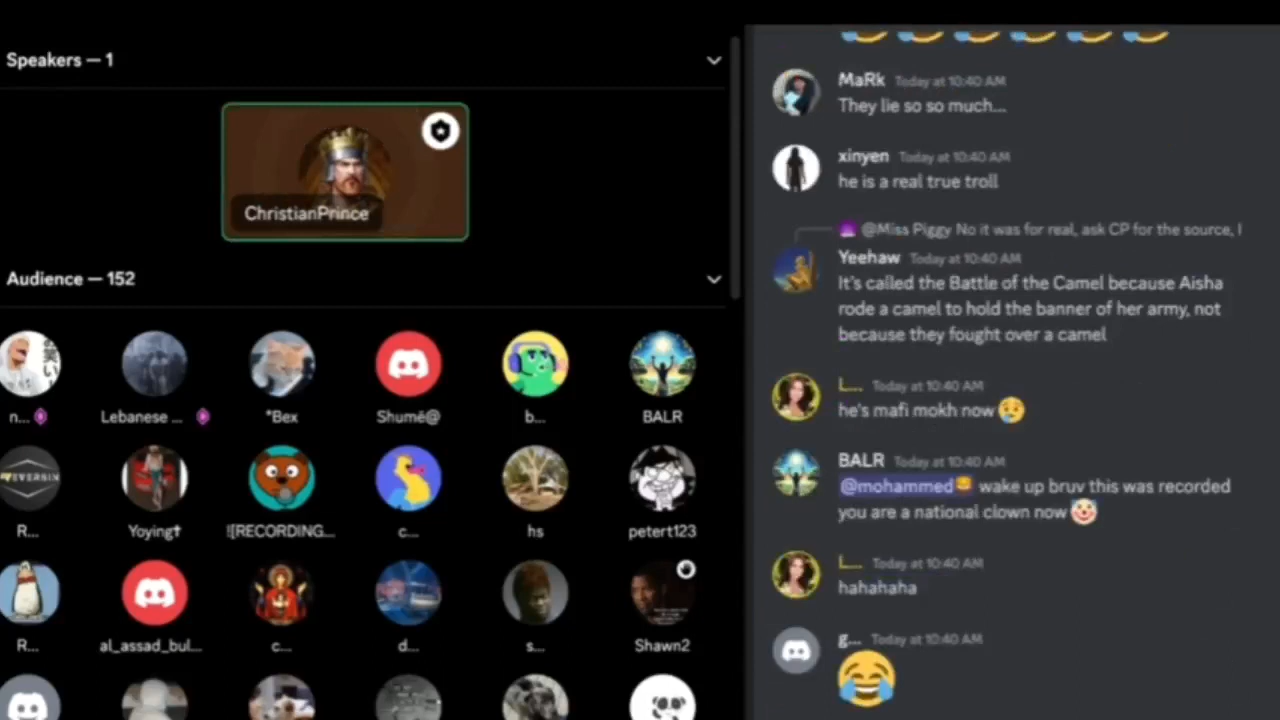 Speakers — 1
ChristianPrince
Audience — 152
n...
Lebanese ...
*Bex
Shumë@
b...
BALR
R...
Yoying†
![RECORDING...
c...
hs
petert123
R...
al_assad_bul...
c...
d...
s...
Shawn2
MaRk Today at 10:40 AM
They lie so so much...
xinyen Today at 10:40 AM
he is a real true troll
@Miss Piggy No it was for real, ask CP for the source, I
Yeehaw Today at 10:40 AM
It's called the Battle of the Camel because Aisha
rode a camel to hold the banner of her army, not
because they fought over a camel
L... Today at 10:40 AM
he's mafi mokh now 😢
BALR Today at 10:40 AM
@mohammed wake up bruv this was recorded
you are a national clown now 🤡
L... Today at 10:40 AM
hahahaha
g... Today at 10:40 AM
😂